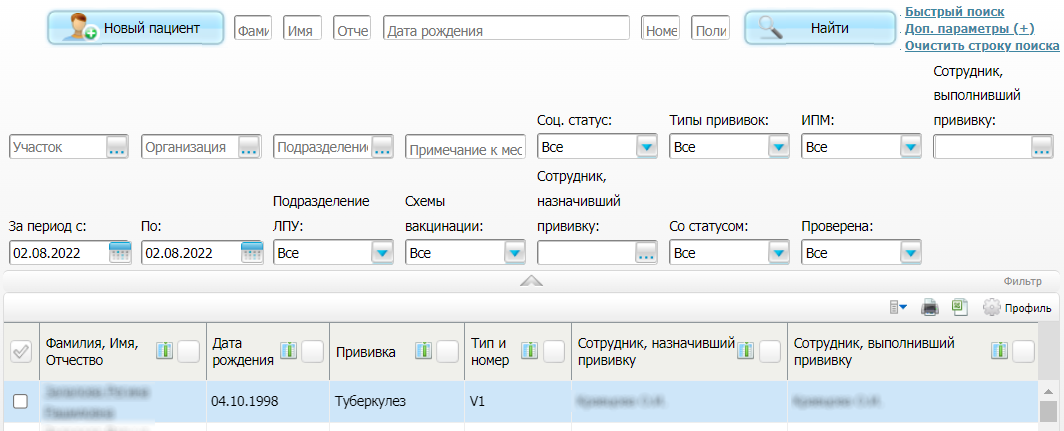 Новый пациент
Фами
Имя
Отче
Дата рождения
Номе
Поли
Найти
Быстрый поиск
Доп. параметры (+)
Очистить строку поиска
Участок
Организация
Подразделени
Примечание к мес
Соц. статус:
Все
Типы прививок:
Все
ИПМ:
Все
Сотрудник,
выполнивший
прививку:
За период с:
02.08.2022
По:
02.08.2022
Подразделение
ЛПУ:
Все
Схемы
вакцинации:
Все
Сотрудник,
назначивший
прививку:
Со статусом:
Все
Проверена:
Все
Фильтр
Профиль
Фамилия, Имя,
Отчество
Дата
рождения
Прививка
Тип и
номер
Сотрудник, назначивший
прививку
Сотрудник, выполнивший
прививку
04.10.1998
Туберкулез
V1